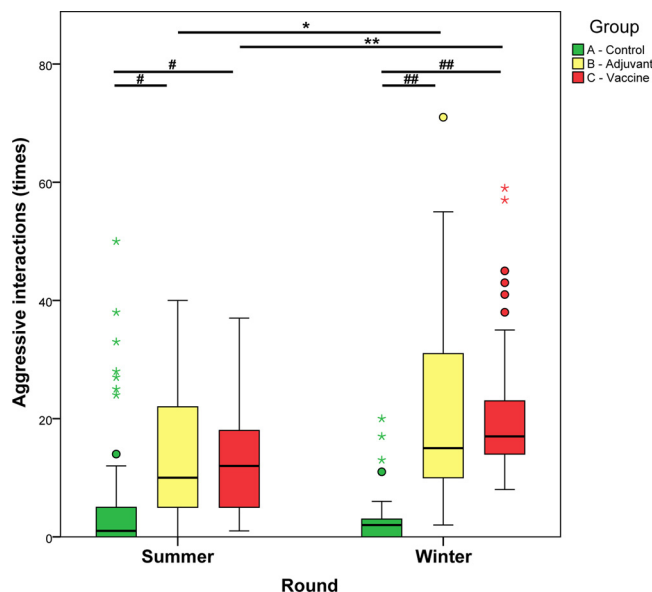 Group
A - Control
B - Adjuvant
C - Vaccine
*
**
#
##
#
##
80
60
40
20
0
Aggressive interactions (times)
Summer
Winter
Round